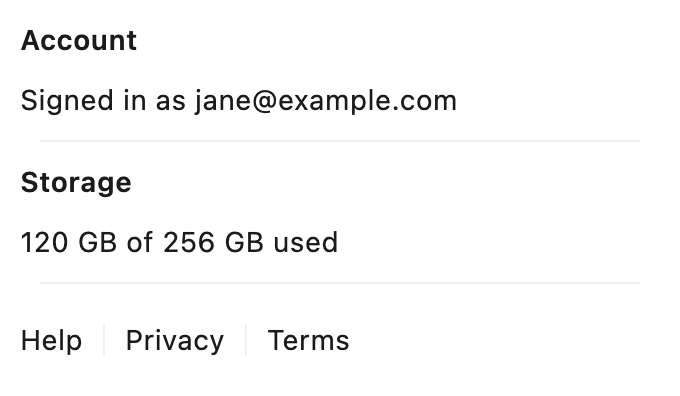 Account
Signed in as jane@example.com
Storage
120 GB of 256 GB used
Help Privacy Terms